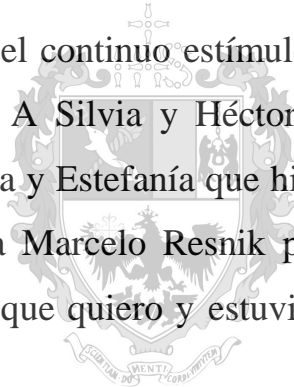 el continuo estímul
A Silvia y Héctor
a y Estefanía que hi
a Marcelo Resnik p
que quiero y estuvi